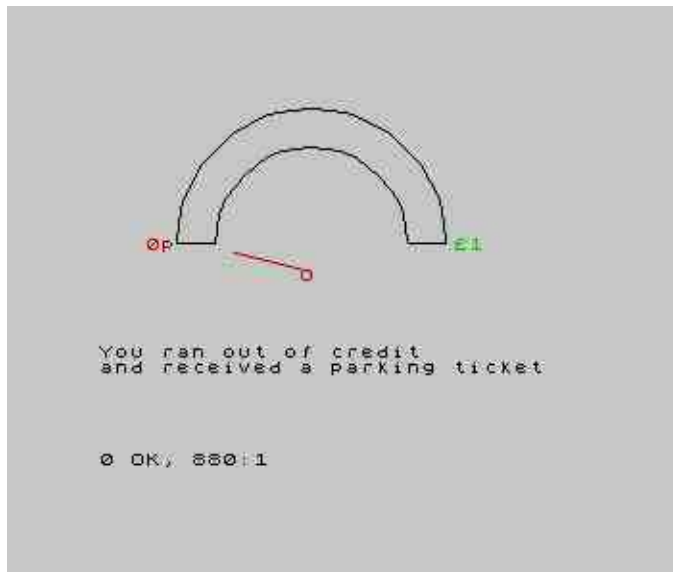 0p £1
You ran out of credit
and received a parking ticket
0 OK, 880:1